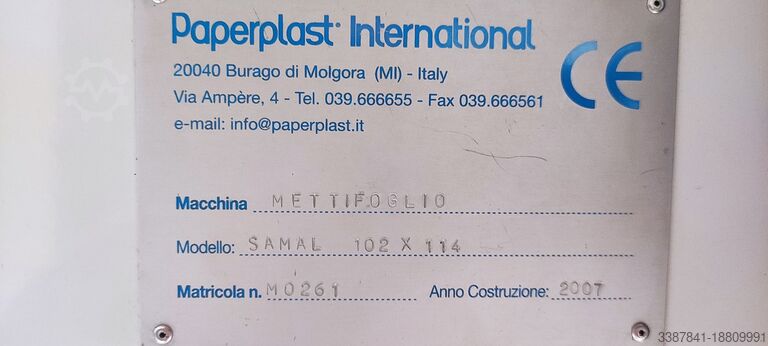 Paperplast® International
CE
20040 Burago di Molgora (MI) - Italy
Via Ampère, 4 - Tel. 039.666655 - Fax 039.666561
e-mail: info@paperplast.it
Macchina METTIFOGLIO
Modello: SAMAL 102 X 114
Matricola n. M0261 Anno Costruzione: 2007
3387841-18809991